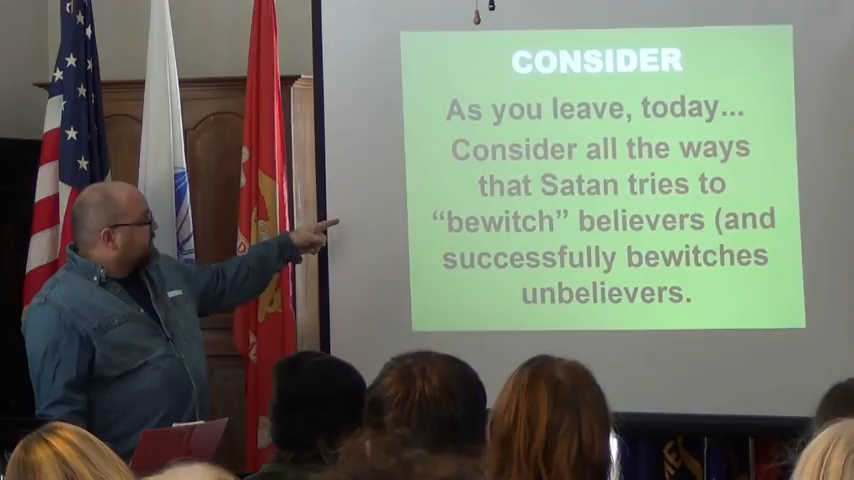 CONSIDER
As you leave, today...
Consider all the ways
that Satan tries to
“bewitch” believers (and
successfully bewitches
unbelievers.